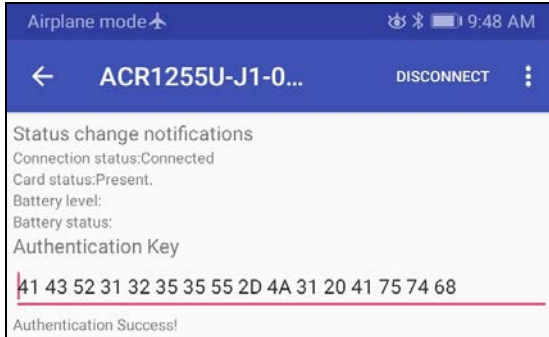 Airplane mode 9:48 AM
ACR1255U-J1-0... DISCONNECT
Status change notifications
Connection status:Connected
Card status:Present.
Battery level:
Battery status:
Authentication Key
41 43 52 31 32 35 35 55 2D 4A 31 20 41 75 74 68
Authentication Success!